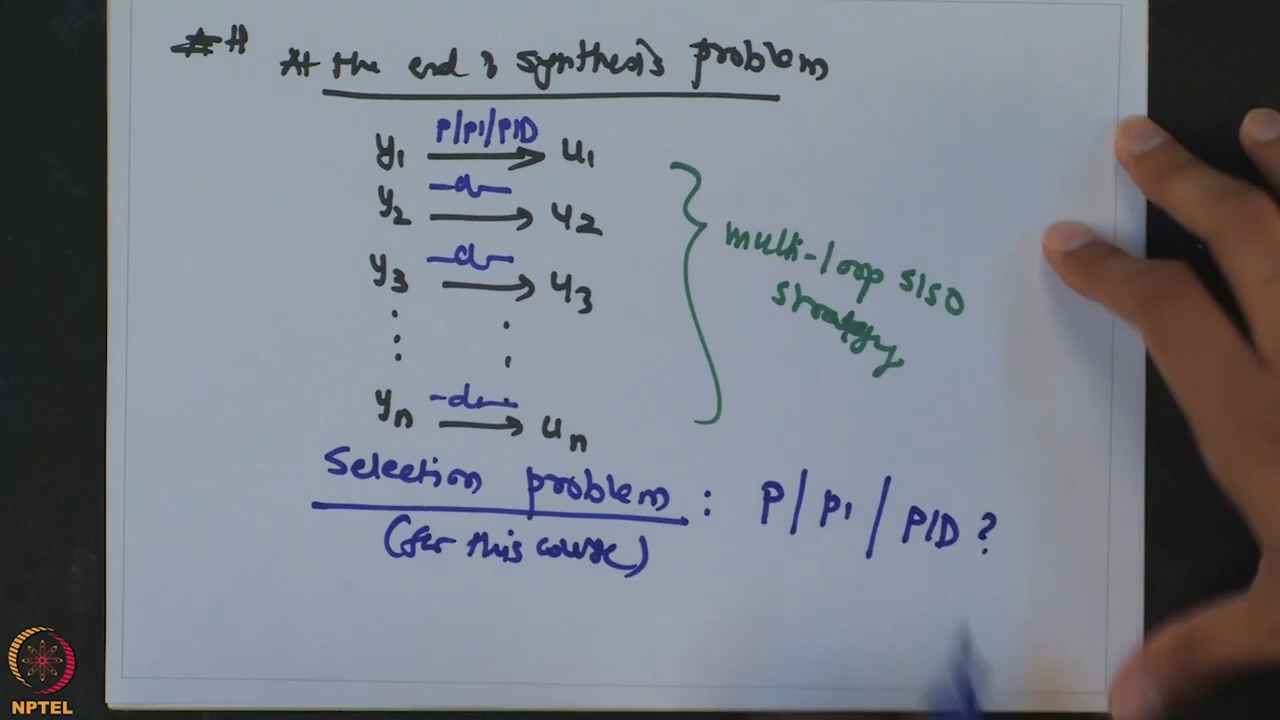 ## At the end of synthesis problem
y1 P/PI/PID → u1
y2 -do- → u2
y3 -do- → u3
yn -do- → un
multi-loop SISO
strategy
Selection problem : P/PI/PID?
(for this course)
NPTEL